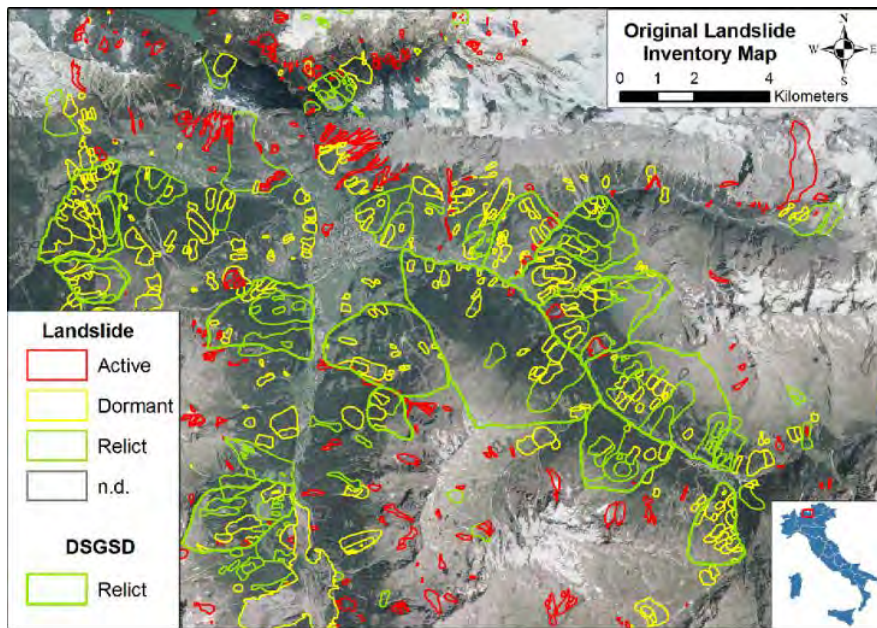 Original Landslide
Inventory Map
N
W
E
S
0 1 2 4
Kilometers
Landslide
Active
Dormant
Relict
n.d.
DSGSD
Relict